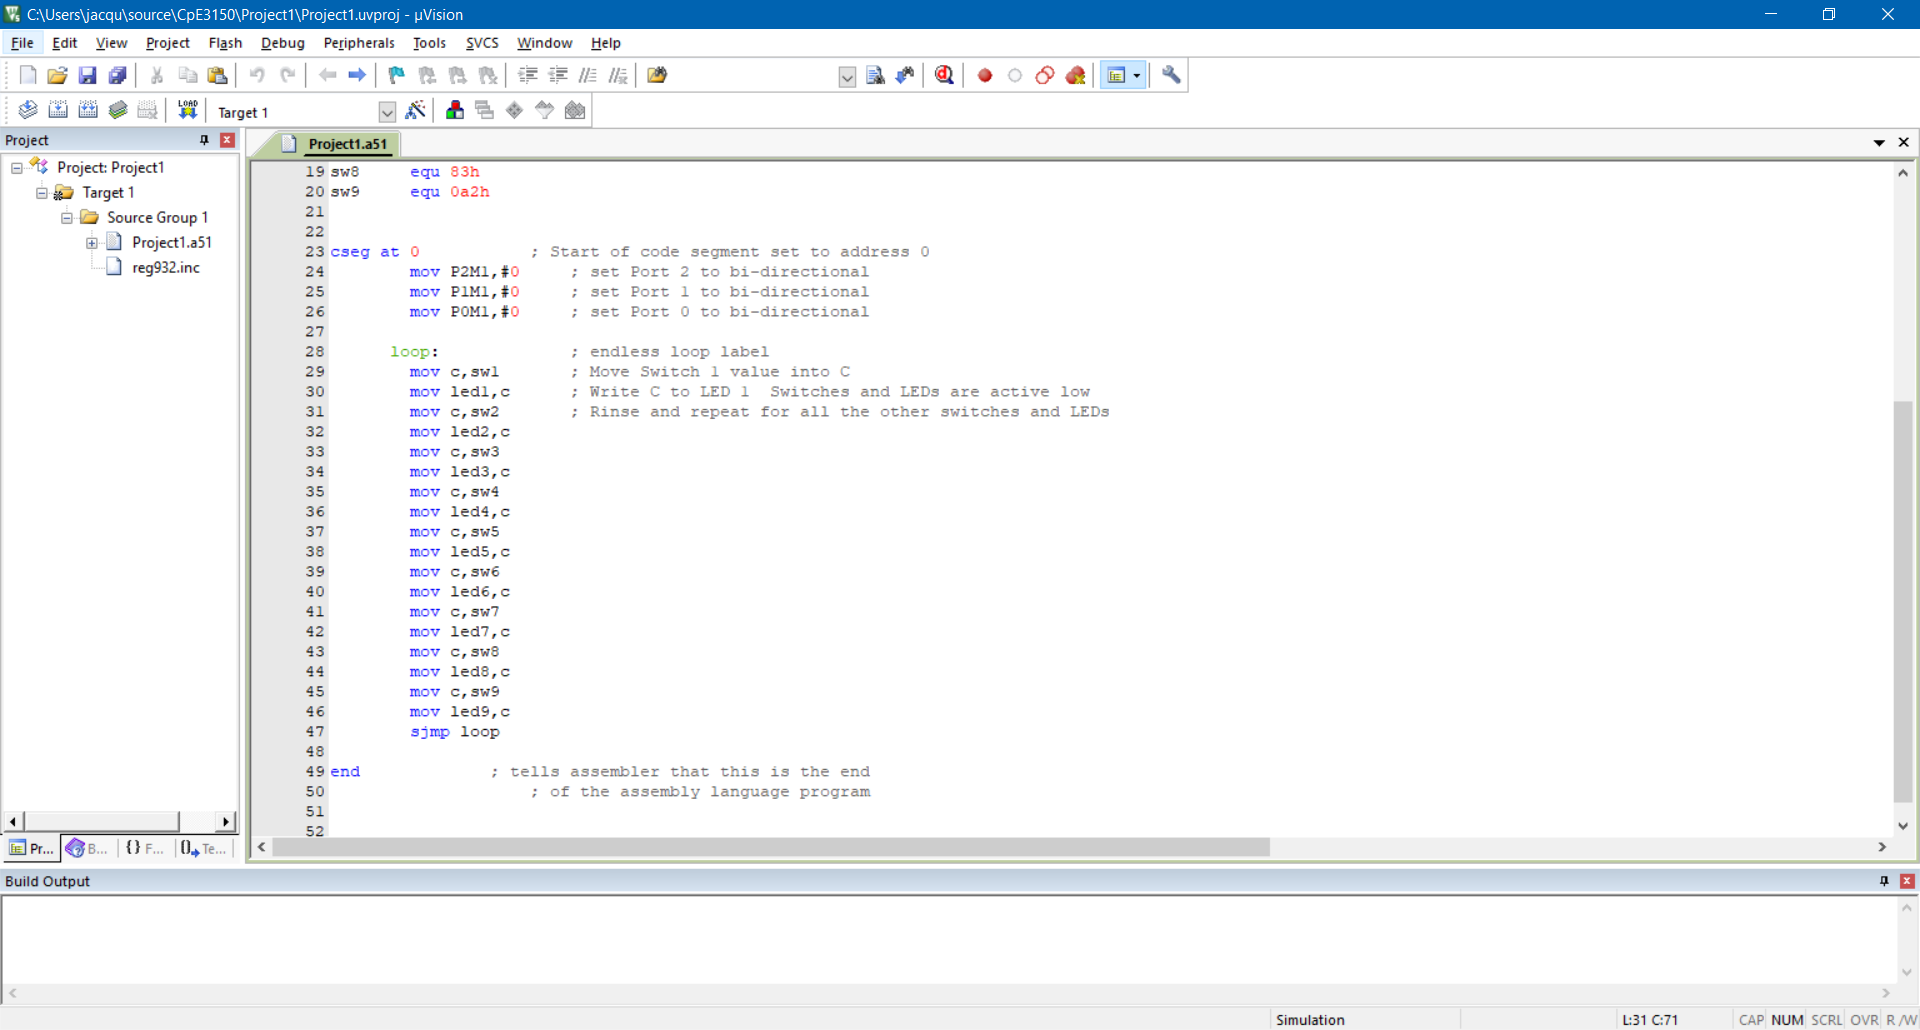 C:\Users\jacqu\source\CpE3150\Project1\Project1.uvproj - µVision
File Edit View Project Flash Debug Peripherals Tools SVCS Window Help
LOAD Target 1
Project
Project1.a51
Project: Project1
Target 1
Source Group 1
Project1.a51
reg932.inc
19 sw8 equ 83h
20 sw9 equ 0a2h
21
22
23 cseg at 0 ; Start of code segment set to address 0
24 mov P2M1,#0 ; set Port 2 to bi-directional
25 mov P1M1,#0 ; set Port 1 to bi-directional
26 mov P0M1,#0 ; set Port 0 to bi-directional
27
28 loop: ; endless loop label
29 mov c,sw1 ; Move Switch 1 value into C
30 mov led1,c ; Write C to LED 1  Switches and LEDs are active low
31 mov c,sw2 ; Rinse and repeat for all the other switches and LEDs
32 mov led2,c
33 mov c,sw3
34 mov led3,c
35 mov c,sw4
36 mov led4,c
37 mov c,sw5
38 mov led5,c
39 mov c,sw6
40 mov led6,c
41 mov c,sw7
42 mov led7,c
43 mov c,sw8
44 mov led8,c
45 mov c,sw9
46 mov led9,c
47 sjmp loop
48
49 end ; tells assembler that this is the end
50 ; of the assembly language program
51
52
Pr... B... {} F... 0 Te...
Build Output
Simulation L:31 C:71 CAP NUM SCRL OVR R/W